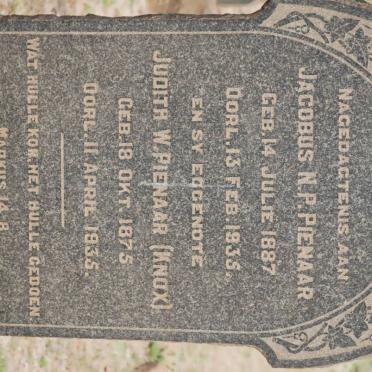 NAGEDACTENIS AAN
JACOBUS N.P. PIENAAR
GEB. 14 JULIE 1887
OORL. 13 FEB 1935.
EN SY EGGENOTE
JUDITH W. PIENAAR (KNOX)
GEB. 18 OKT. 1875
OORL. 11 APRIL 1935.
WAT HULLE KON, HET HULLE GEDOEN.
MARKUS 14. 8